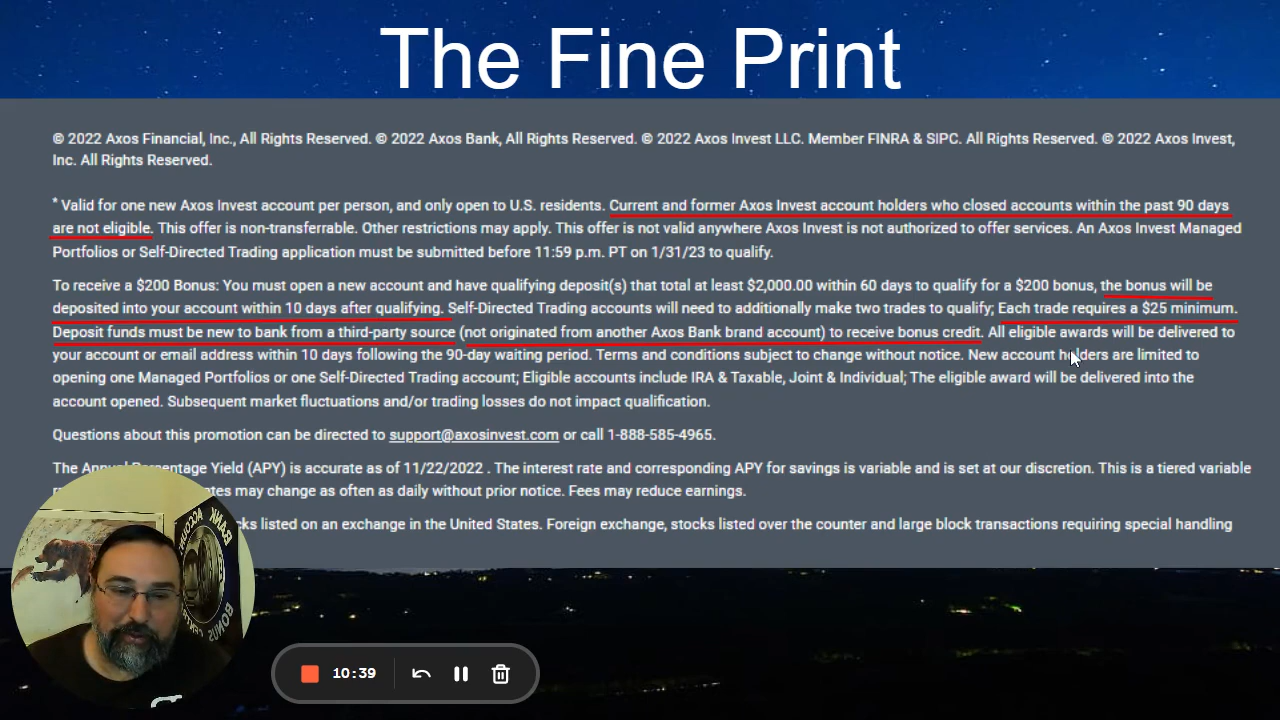 The Fine Print
© 2022 Axos Financial, Inc., All Rights Reserved. © 2022 Axos Bank, All Rights Reserved. © 2022 Axos Invest LLC. Member FINRA & SIPC. All Rights Reserved. © 2022 Axos Invest,
Inc. All Rights Reserved.
* Valid for one new Axos Invest account per person, and only open to U.S. residents. Current and former Axos Invest account holders who closed accounts within the past 90 days
are not eligible. This offer is non-transferrable. Other restrictions may apply. This offer is not valid anywhere Axos Invest is not authorized to offer services. An Axos Invest Managed
Portfolios or Self-Directed Trading application must be submitted before 11:59 p.m. PT on 1/31/23 to qualify.
To receive a $200 Bonus: You must open a new account and have qualifying deposit(s) that total at least $2,000.00 within 60 days to qualify for a $200 bonus, the bonus will be
deposited into your account within 10 days after qualifying. Self-Directed Trading accounts will need to additionally make two trades to qualify; Each trade requires a $25 minimum.
Deposit funds must be new to bank from a third-party source (not originated from another Axos Bank brand account) to receive bonus credit. All eligible awards will be delivered to
your account or email address within 10 days following the 90-day waiting period. Terms and conditions subject to change without notice. New account holders are limited to
opening one Managed Portfolios or one Self-Directed Trading account; Eligible accounts include IRA & Taxable, Joint & Individual; The eligible award will be delivered into the
account opened. Subsequent market fluctuations and/or trading losses do not impact qualification.
Questions about this promotion can be directed to support@axosinvest.com or call 1-888-585-4965.
The Annual Percentage Yield (APY) is accurate as of 11/22/2022 . The interest rate and corresponding APY for savings is variable and is set at our discretion. This is a tiered variable
may change as often as daily without prior notice. Fees may reduce earnings.
listed on an exchange in the United States. Foreign exchange, stocks listed over the counter and large block transactions requiring special handling
BANK
ACCOUNT
BONUS
10:39